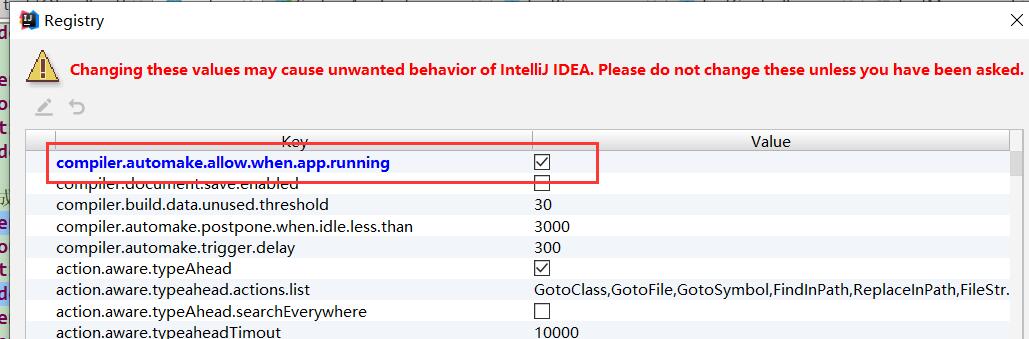 Registry
Changing these values may cause unwanted behavior of IntelliJ IDEA. Please do not change these unless you have been asked.
Key Value
compiler.automake.allow.when.app.running
compiler.document.save.enabled
compiler.build.data.unused.threshold 30
compiler.automake.postpone.when.idle.less.than 3000
compiler.automake.trigger.delay 300
action.aware.typeAhead
action.aware.typeahead.actions.list GotoClass,GotoFile,GotoSymbol,FindInPath,ReplaceInPath,FileStr...
action.aware.typeAhead.searchEverywhere
action.aware.typeaheadTimout 10000